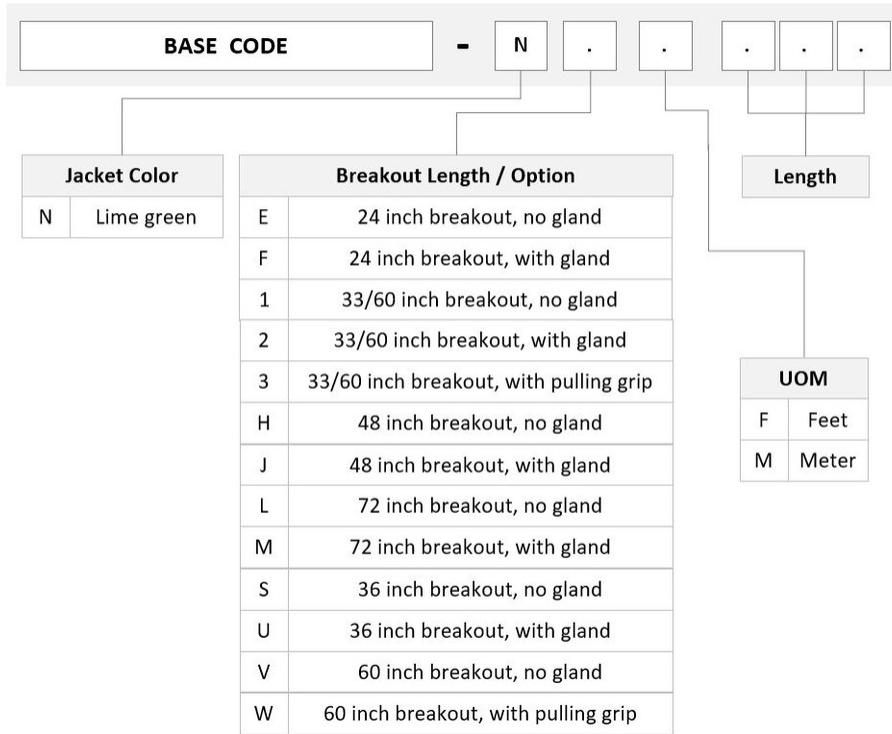 BASE CODE - N . . . . .
Jacket Color
N Lime green
Breakout Length / Option
E 24 inch breakout, no gland
F 24 inch breakout, with gland
1 33/60 inch breakout, no gland
2 33/60 inch breakout, with gland
3 33/60 inch breakout, with pulling grip
H 48 inch breakout, no gland
J 48 inch breakout, with gland
L 72 inch breakout, no gland
M 72 inch breakout, with gland
S 36 inch breakout, no gland
U 36 inch breakout, with gland
V 60 inch breakout, no gland
W 60 inch breakout, with pulling grip
Length
UOM
F Feet
M Meter